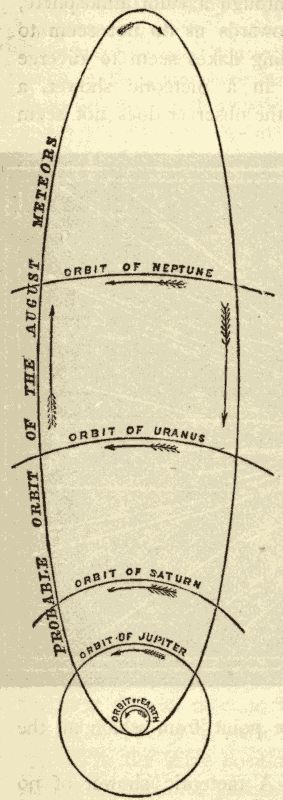 PROBABLE ORBIT OF THE AUGUST METEORS
ORBIT OF NEPTUNE
ORBIT OF URANUS
ORBIT OF SATURN
ORBIT OF JUPITER
ORBIT OF EARTH